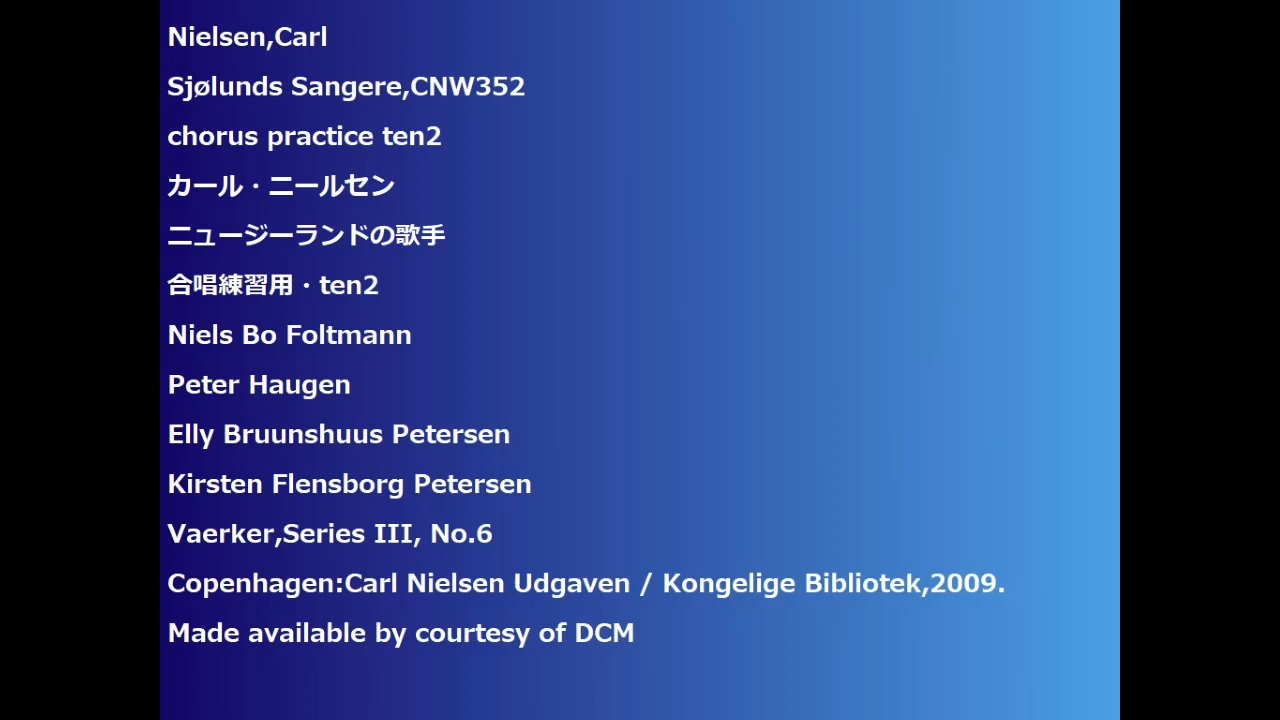 Nielsen,Carl
Sjølunds Sangere,CNW352
chorus practice ten2
カール・ニールセン
ニュージーランドの歌手
合唱練習用・ten2
Niels Bo Foltmann
Peter Haugen
Elly Bruunshuus Petersen
Kirsten Flensborg Petersen
Vaerker,Series III, No.6
Copenhagen:Carl Nielsen Udgaven / Kongelige Bibliotek,2009.
Made available by courtesy of DCM